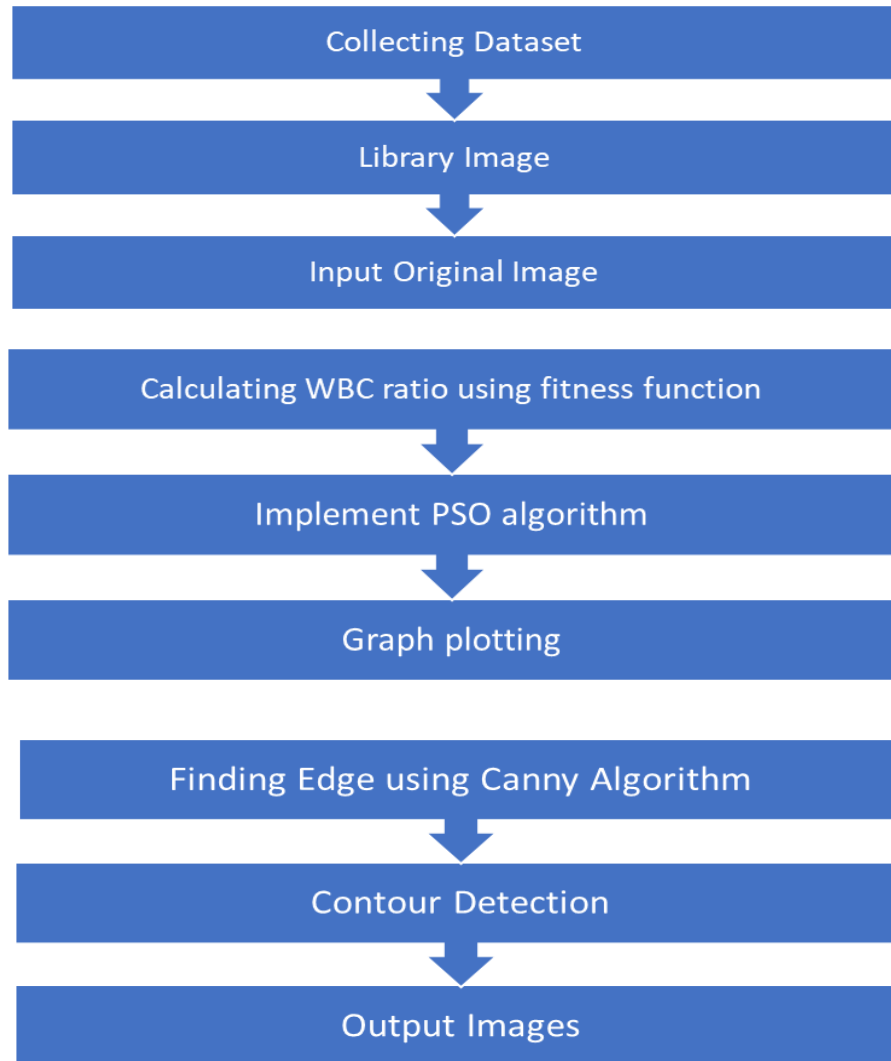 Collecting Dataset
Library Image
Input Original Image
Calculating WBC ratio using fitness function
Implement PSO algorithm
Graph plotting
Finding Edge using Canny Algorithm
Contour Detection
Output Images